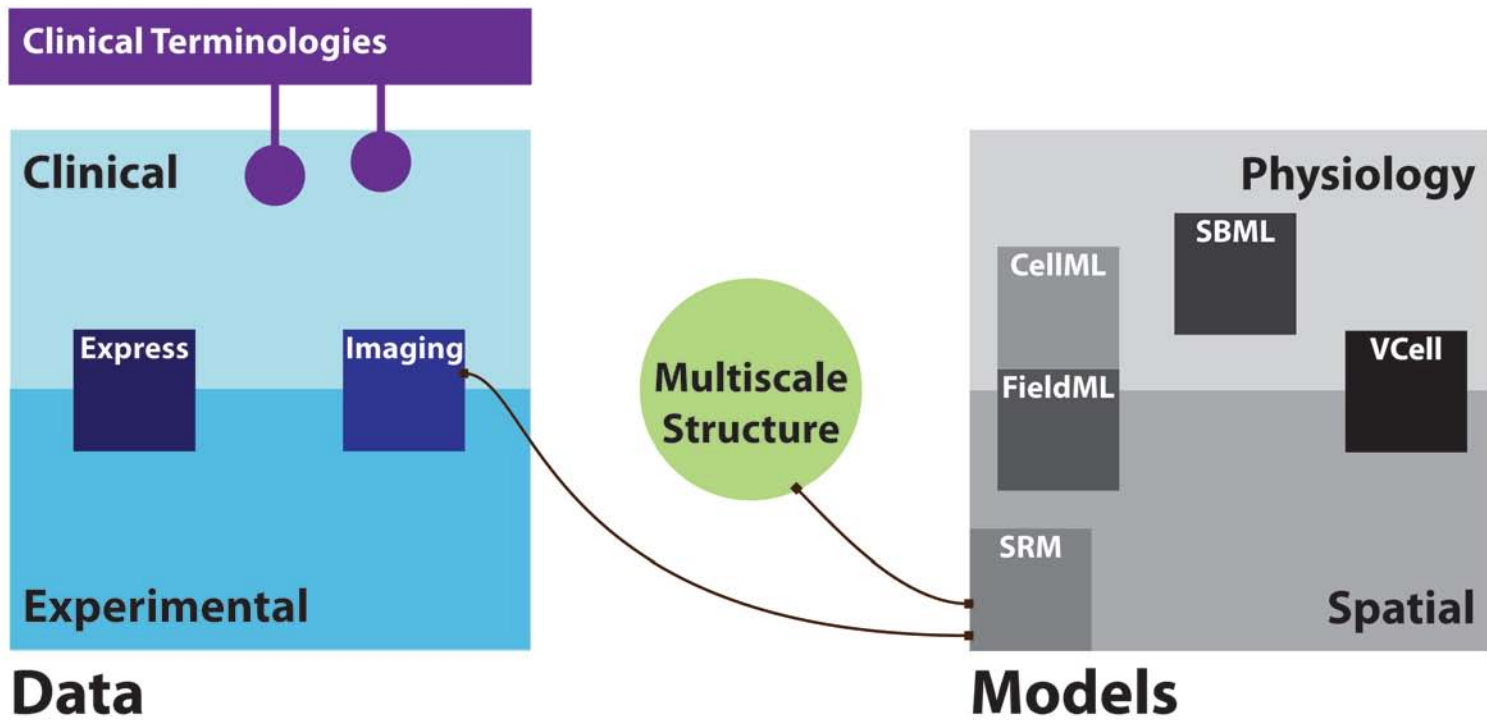 Clinical Terminologies
Clinical
Express
Imaging
Experimental
Data
Multiscale
Structure
Physiology
SBML
CellML
VCell
FieldML
SRM
Spatial
Models